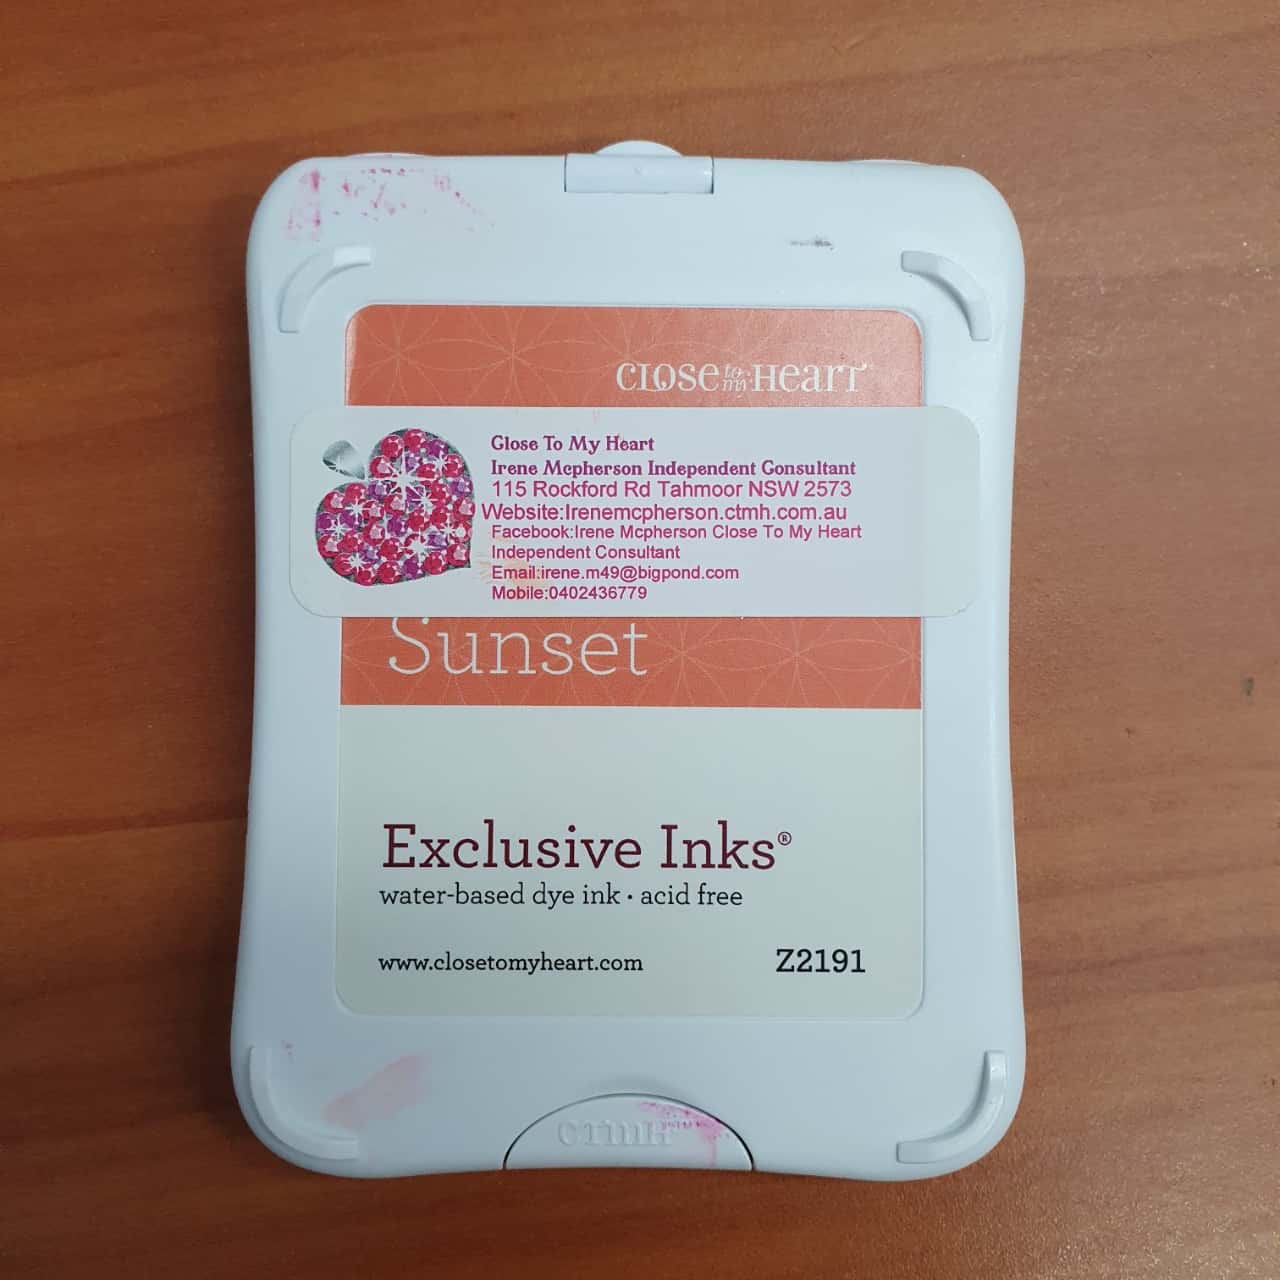 CLOSE to my HEART
Close To My Heart
Irene Mcpherson Independent Consultant
115 Rockford Rd Tahmoor NSW 2573
Website:Irenemcpherson.ctmh.com.au
Facebook:Irene Mcpherson Close To My Heart
Independent Consultant
Email:irene.m49@bigpond.com
Mobile:0402436779
Sunset
Exclusive Inks®
water-based dye ink • acid free
www.closetomyheart.com Z2191
CTMH